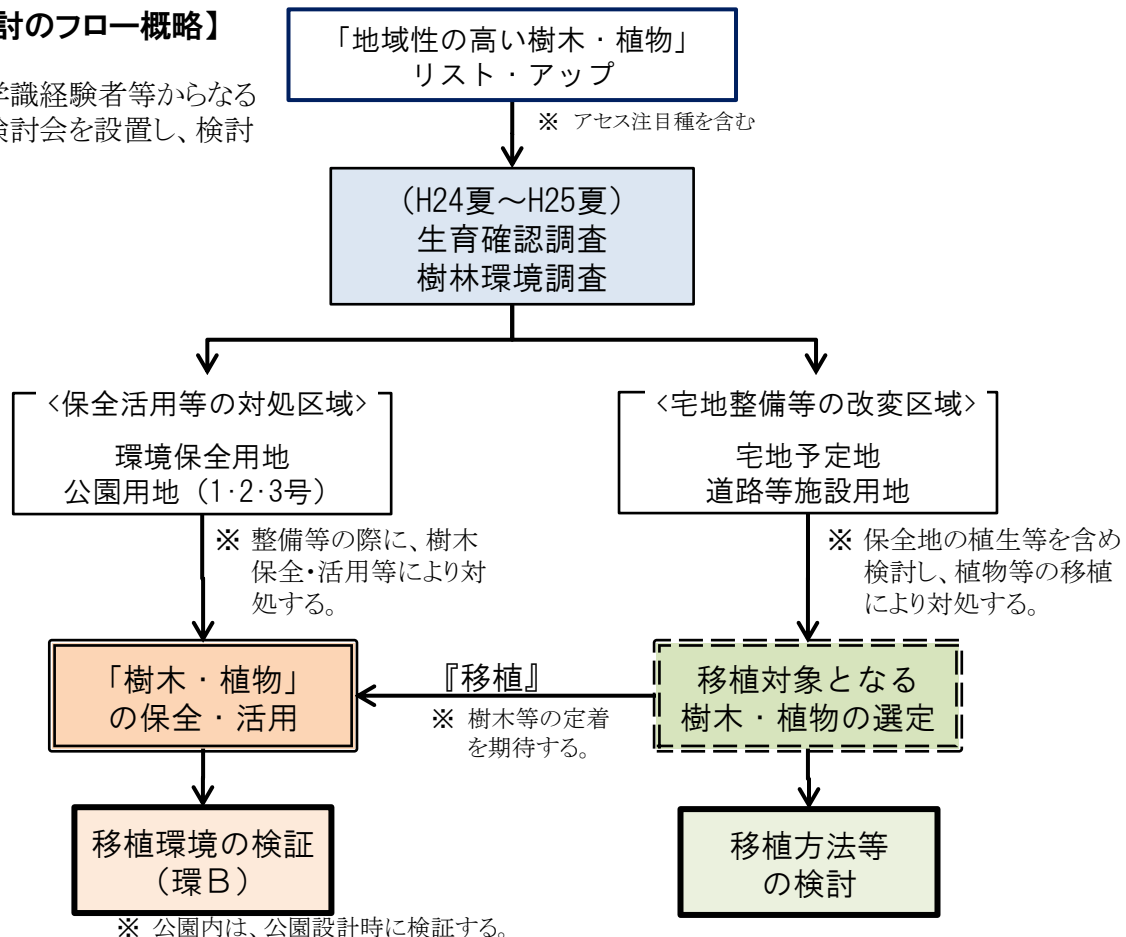 討のフロー概略】
学識経験者等からなる
検討会を設置し、検討
「地域性の高い樹木・植物」
リスト・アップ
※ アセス注目種を含む
(H24夏～H25夏)
生育確認調査
樹林環境調査
<保全活用等の対処区域>
環境保全用地
公園用地（1･2･3号）
<宅地整備等の改変区域>
宅地予定地
道路等施設用地
※ 整備等の際に、樹木
保全・活用等により対
処する。
※ 保全地の植生等を含め
検討し、植物等の移植
により対処する。
「樹木・植物」
の保全・活用
『移植』
※ 樹木等の定着
を期待する。
移植対象となる
樹木・植物の選定
移植環境の検証
（環Ｂ）
※ 公園内は、公園設計時に検証する。
移植方法等
の検討